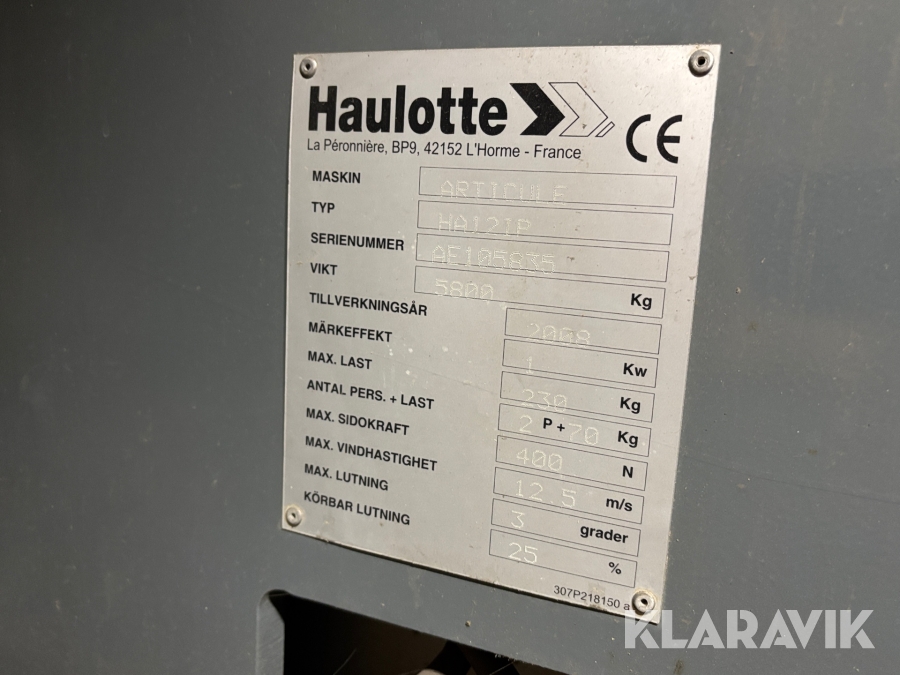 Haulotte CE
La Péronnière, BP9, 42152 L'Horme - France
MASKIN ARTICULE
TYP HA12IP
SERIENUMMER AE105835
VIKT 5800 Kg
TILLVERKNINGSÅR 2008
MÄRKEFFEKT 1 Kw
MAX. LAST 230 Kg
ANTAL PERS. + LAST 2 P + 70 Kg
MAX. SIDOKRAFT 400 N
MAX. VINDHASTIGHET 12.5 m/s
MAX. LUTNING 3 grader
KÖRBAR LUTNING 25 %
307P218150 a
KLARAVIK